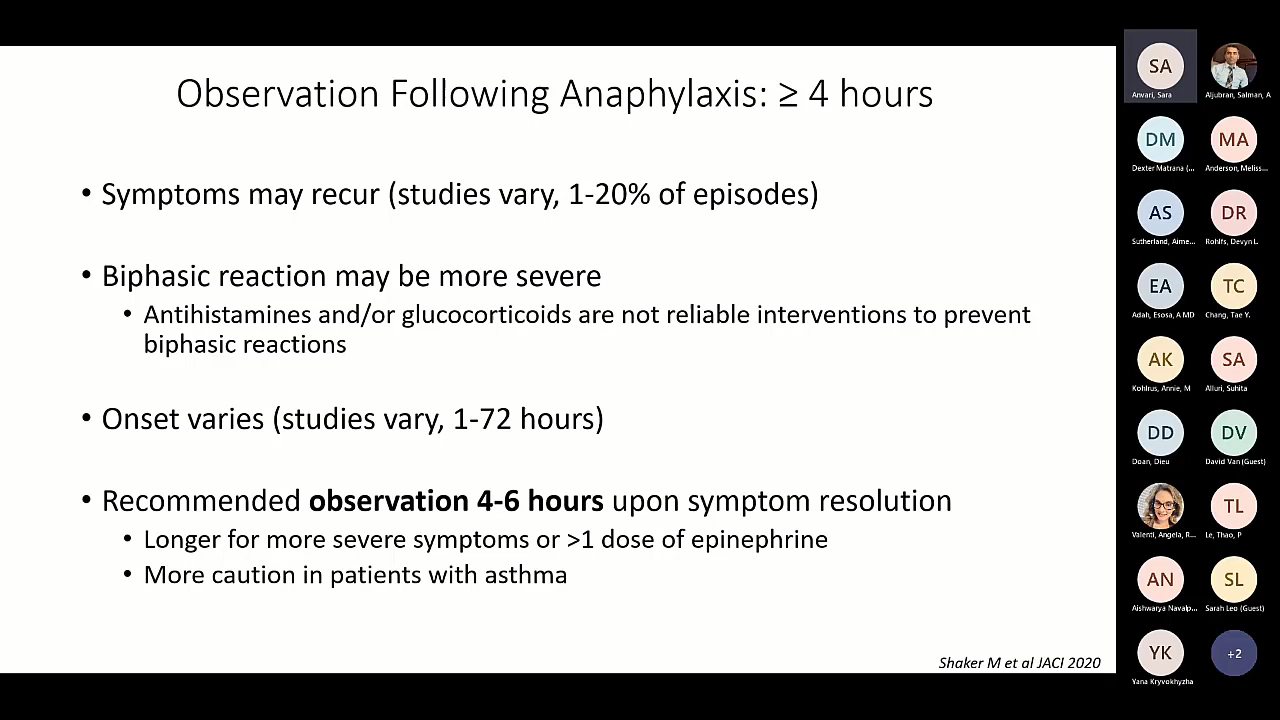 Observation Following Anaphylaxis: ≥ 4 hours
• Symptoms may recur (studies vary, 1-20% of episodes)
• Biphasic reaction may be more severe
• Antihistamines and/or glucocorticoids are not reliable interventions to prevent
biphasic reactions
• Onset varies (studies vary, 1-72 hours)
• Recommended observation 4-6 hours upon symptom resolution
• Longer for more severe symptoms or >1 dose of epinephrine
• More caution in patients with asthma
Shaker M et al JACI 2020
SA
Anvari, Sara
Aljubran, Salman, A
DM
Dexter Matrana (...
MA
Anderson, Meliss...
AS
Sutherland, Aime...
DR
Rohlfs, Devyn L.
EA
Adah, Esosa, A MD
TC
Chang, Tae Y.
AK
Kohlrus, Annie, M
SA
Alluri, Suhita
DD
Doan, Dieu
DV
David Van (Guest)
Valenti, Angela, R...
TL
Le, Thao, P
AN
Aishwarya Navalp...
SL
Sarah Leo (Guest)
YK
Yana Kryvokhyzha
+2